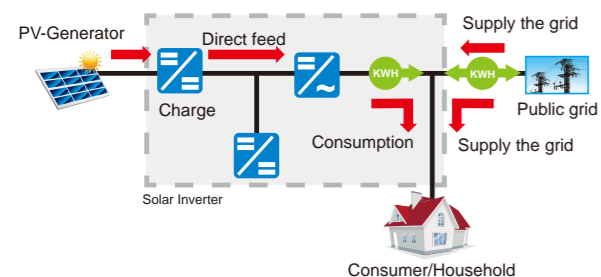 Supply the grid
PV-Generator
Direct feed
KWH
KWH
Charge
Public grid
Consumption
Supply the grid
Solar Inverter
Consumer/Household